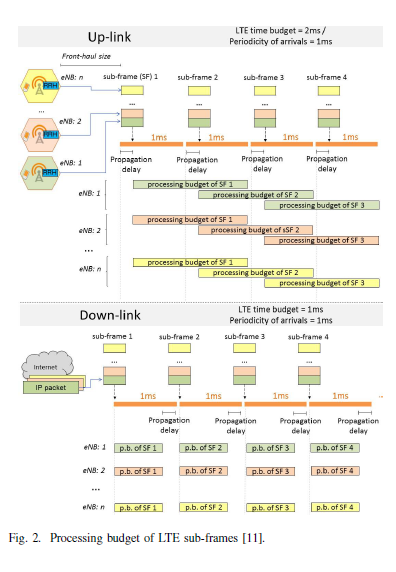 Up-link
LTE time budget = 2ms /
Periodicity of arrivals = 1ms
Front-haul size
eNB: n
sub-frame (SF) 1
sub-frame 2
sub-frame 3
sub-frame 4
RRH
...
...
...
...
...
eNB: 2
RRH
1ms
1ms
1ms
1ms
eNB: 1
RRH
Propagation
delay
Propagation
delay
Propagation
delay
Propagation
delay
eNB: 1
processing budget of SF 1
processing budget of SF 2
processing budget of SF 3
eNB: 2
processing budget of SF 1
processing budget of sSF 2
processing budget of SF 3
...
eNB: n
processing budget of SF 1
processing budget of SF 2
processing budget of SF 3
Down-link
LTE time budget = 1ms
Periodicity of arrivals = 1ms
sub-frame 1
sub-frame 2
sub-frame 3
sub-frame 4
Internet
...
...
...
...
IP packet
1ms
1ms
1ms
1ms
..
Propagation
delay
Propagation
delay
Propagation
delay
Propagation
delay
eNB: 1
p.b. of SF 1
p.b. of SF 2
p.b. of SF 3
p.b. of SF 4
eNB: 2
p.b. of SF 1
p.b. of SF 2
p.b. of SF 3
p.b. of SF 4
...
eNB: n
p.b. of SF 1
p.b. of SF 2
p.b. of SF 3
p.b. of SF 4
Fig. 2. Processing budget of LTE sub-frames [11].